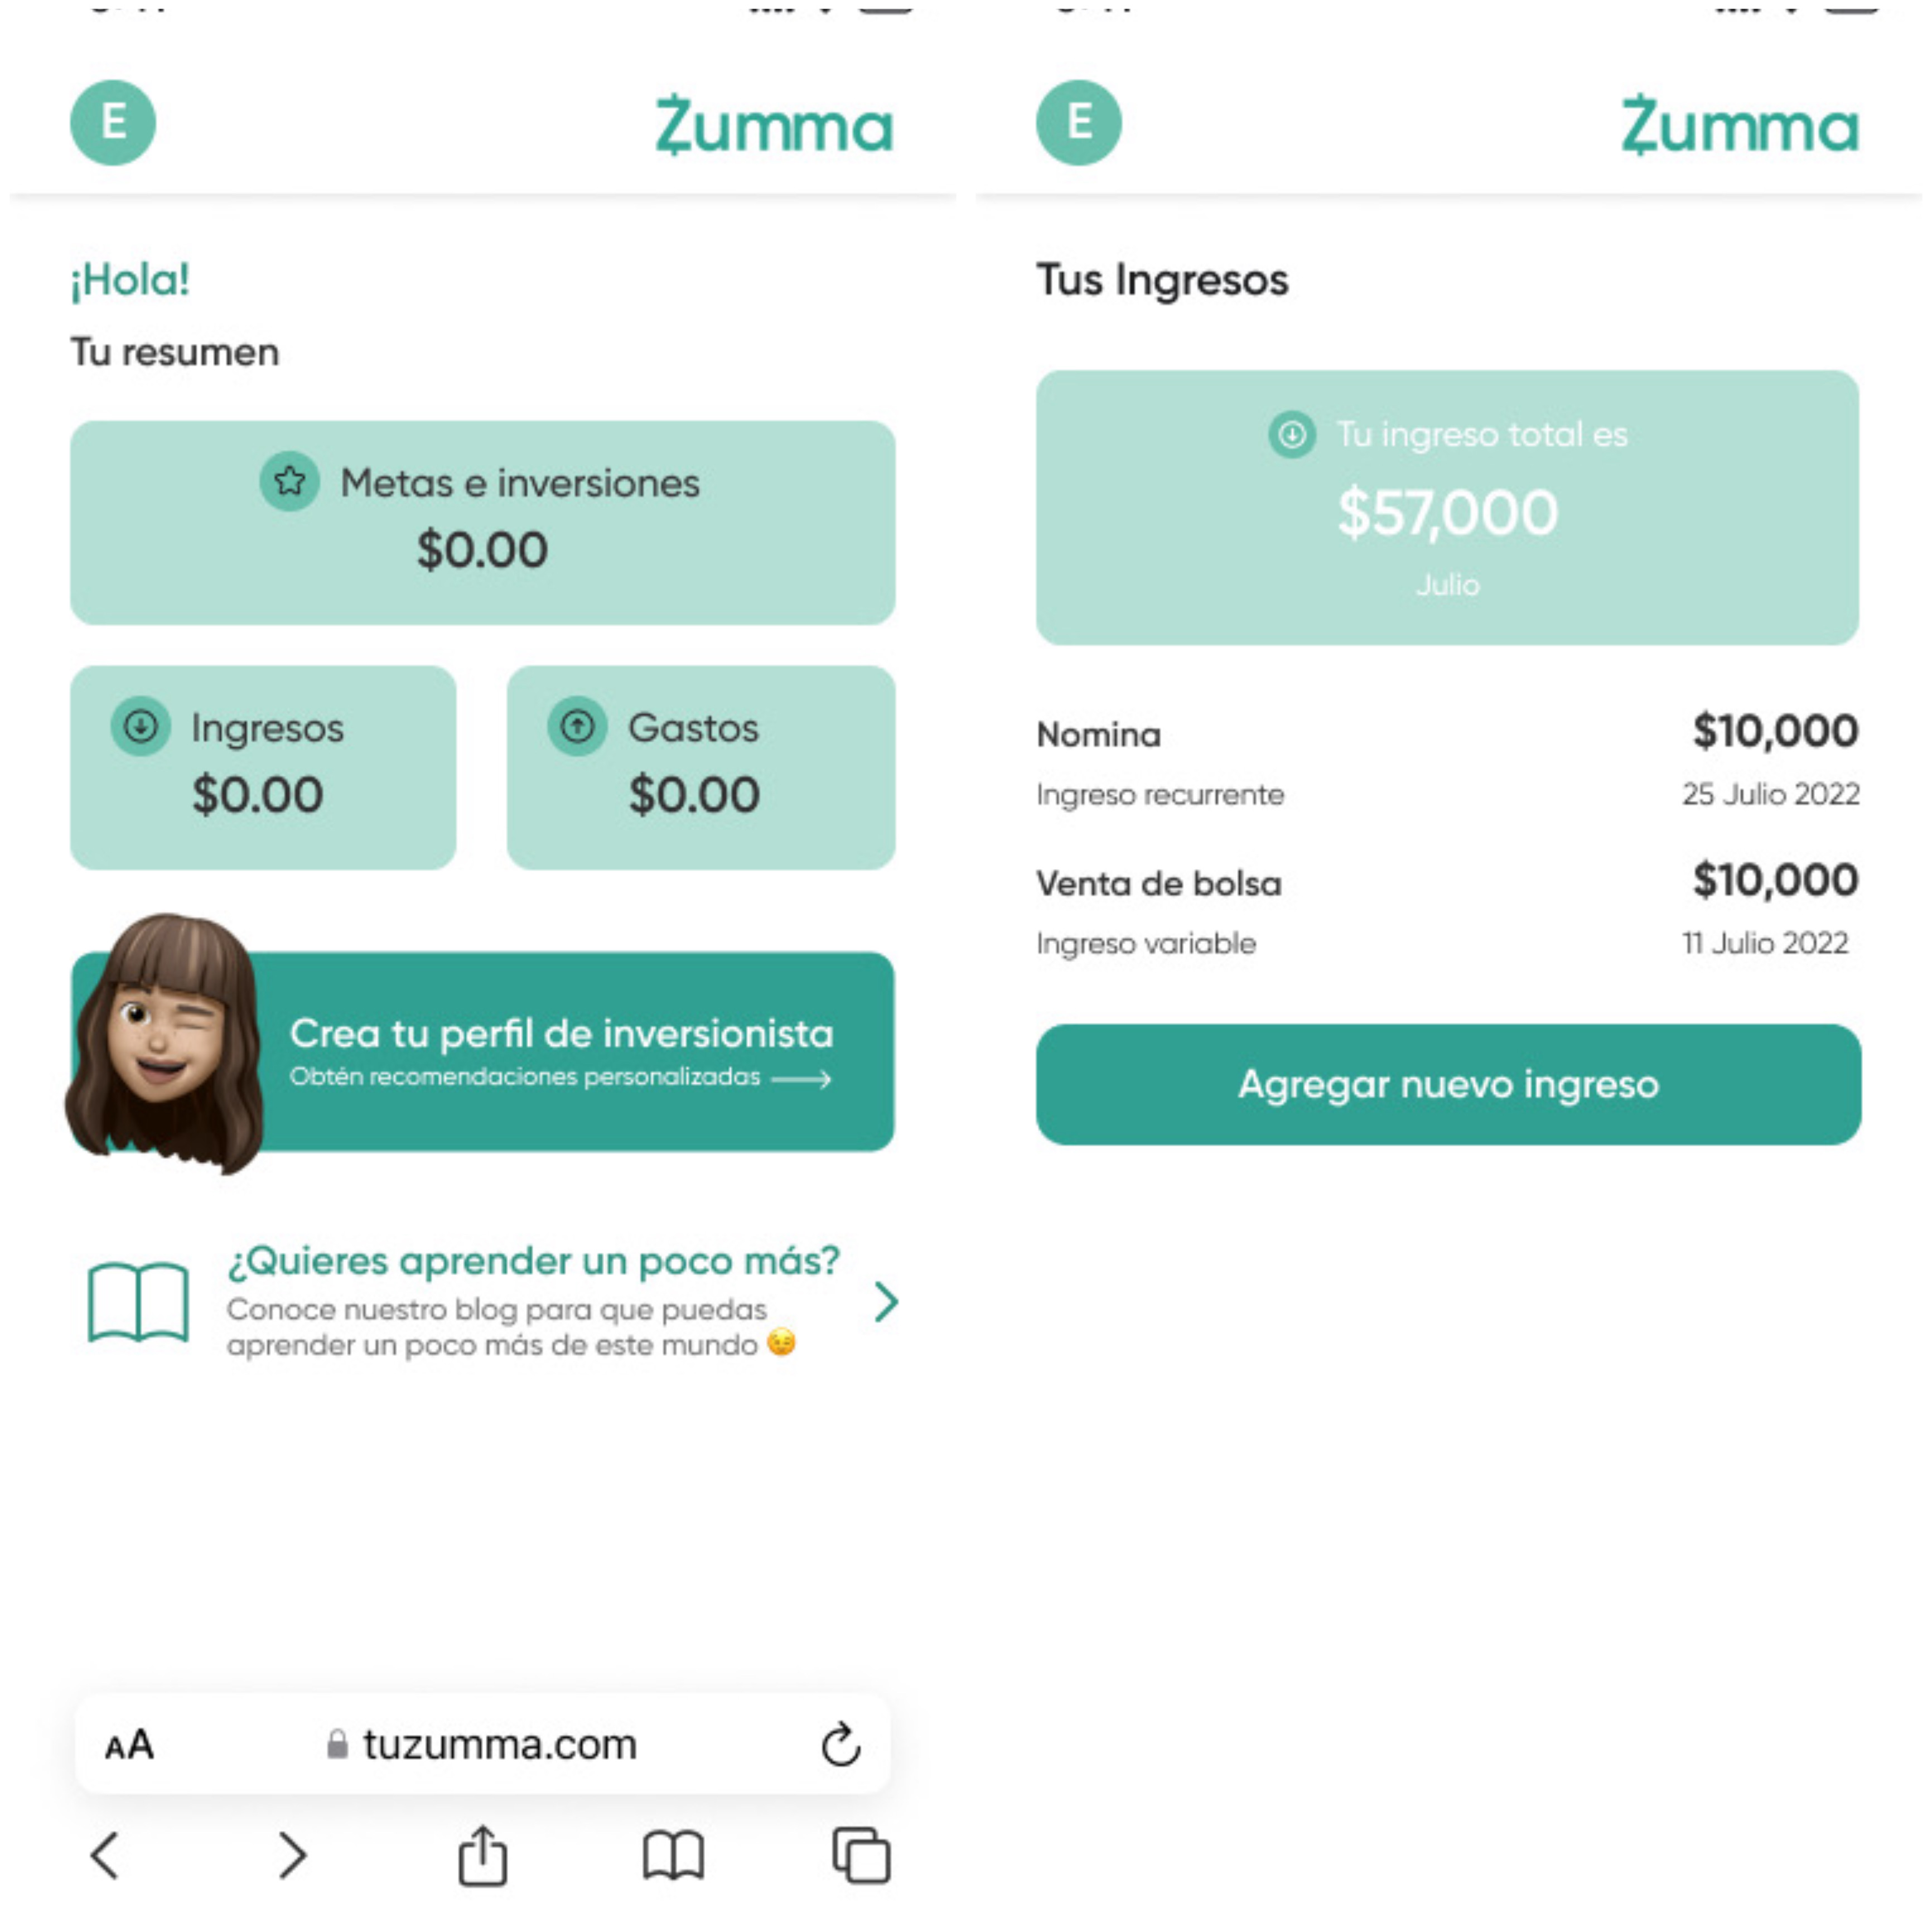 E
Zumma
¡Hola!
Tu resumen
Metas e inversiones
$0.00
Ingresos
$0.00
Gastos
$0.00
Crea tu perfil de inversionista
Obtén recomendaciones personalizadas
¿Quieres aprender un poco más?
Conoce nuestro blog para que puedas
aprender un poco más de este mundo 😉
AA
tuzumma.com
E
Zumma
Tus Ingresos
Tu ingreso total es
$57,000
Julio
Nomina $10,000
Ingreso recurrente 25 Julio 2022
Venta de bolsa $10,000
Ingreso variable 11 Julio 2022
Agregar nuevo ingreso